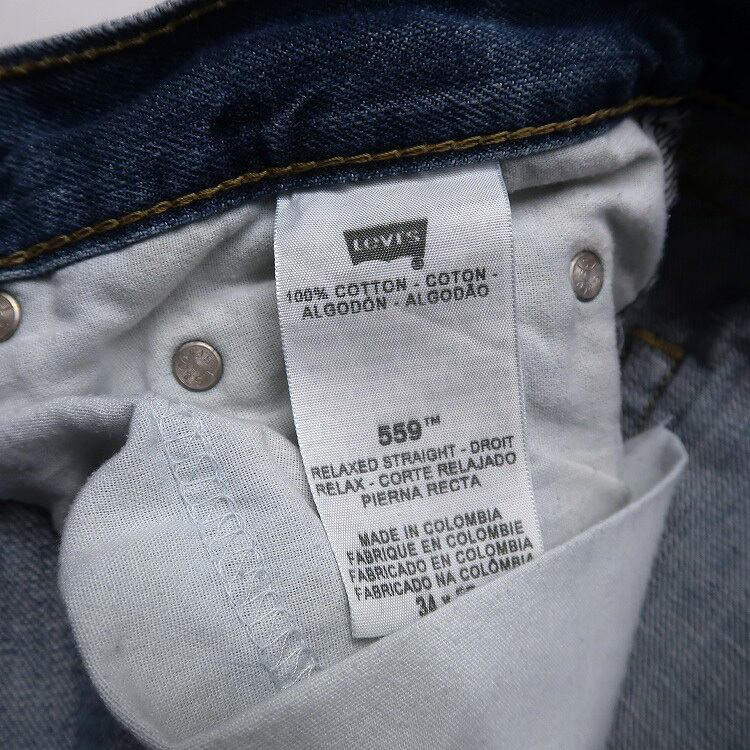 Levi's
100% COTTON - COTON -
ALGODÓN - ALGODÃO
559™
RELAXED STRAIGHT - DROIT
RELAX - CORTE RELAJADO
PIERNA RECTA
MADE IN COLOMBIA
FABRIQUE EN COLOMBIE
FABRICADO EN COLOMBIA
FABRICADO NA COLÔMBIA
34 ×